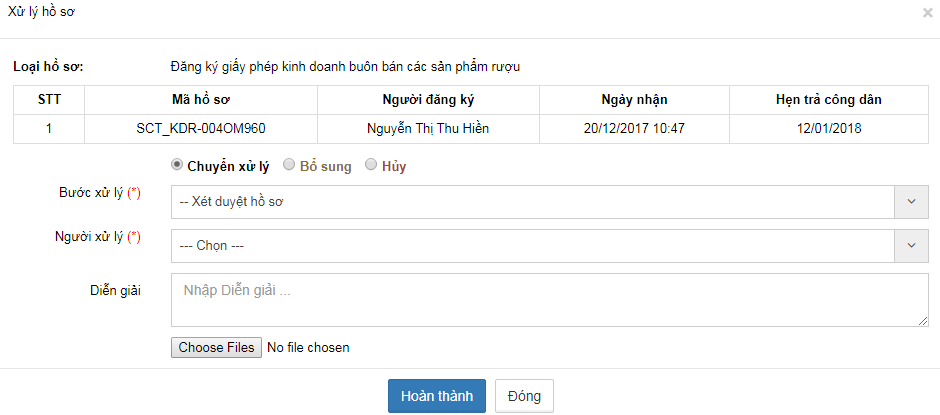 Xử lý hồ sơ ×
Loại hồ sơ: Đăng ký giấy phép kinh doanh buôn bán các sản phẩm rượu
STT Mã hồ sơ Người đăng ký Ngày nhận Hẹn trả công dân
1 SCT_KDR-004OM960 Nguyễn Thị Thu Hiền 20/12/2017 10:47 12/01/2018
Chuyển xử lý Bổ sung Hủy
Bước xử lý (*) -- Xét duyệt hồ sơ
Người xử lý (*) --- Chọn ---
Diễn giải Nhập Diễn giải ...
Choose Files No file chosen
Hoàn thành Đóng